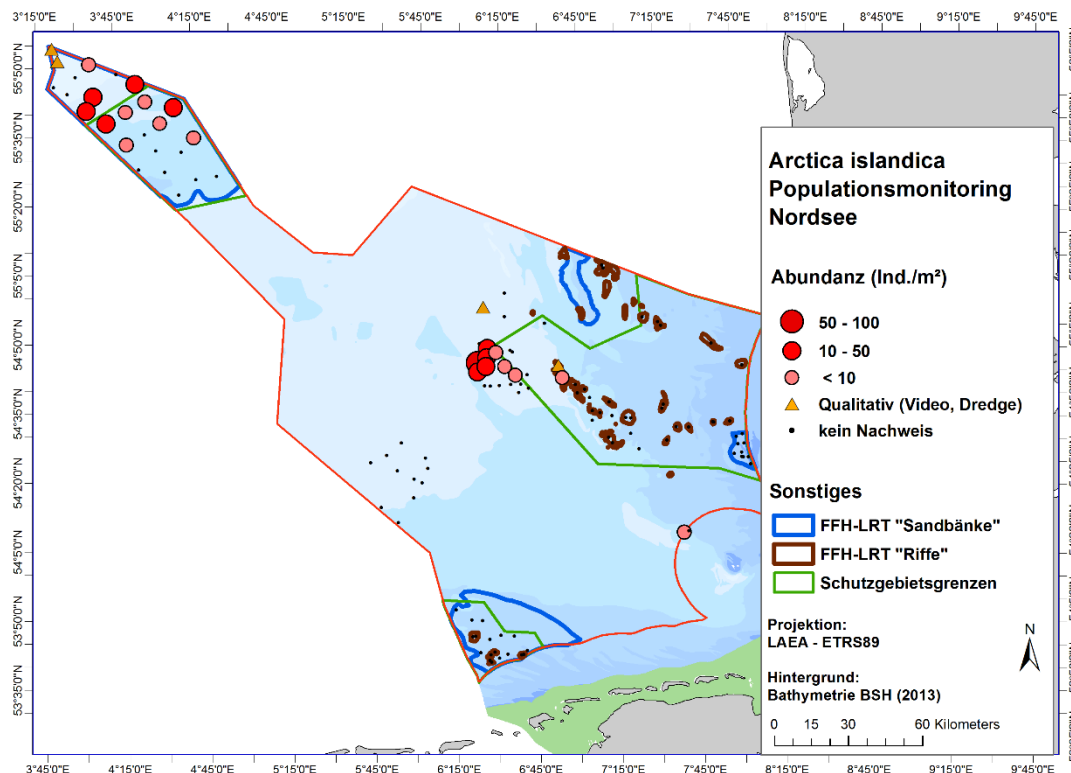 3°15'0"E 3°45'0"E 4°15'0"E 4°45'0"E 5°45'0"E 6°15'0"E 6°45'0"E 7°15'0"E 7°45'0"E 8°15'0"E 8°45'0"E 9°15'0"E 9°45'0"E
55°50'0"N
55°35'0"N
55°20'0"N
55°5'0"N
54°50'0"N
54°35'0"N
54°20'0"N
54°5'0"N
53°50'0"N
53°35'0"N
Arctica islandica
Populationsmonitoring
Nordsee
Abundanz (Ind./m²)
50 - 100
10 - 50
< 10
Qualitativ (Video, Dredge)
kein Nachweis
Sonstiges
FFH-LRT "Sandbänke"
FFH-LRT "Riffe"
Schutzgebietsgrenzen
Projektion:
LAEA - ETRS89
N
Hintergrund:
Bathymetrie BSH (2013)
0 15 30 60 Kilometers
3°45'0"E 4°15'0"E 4°45'0"E 5°15'0"E 5°45'0"E 6°15'0"E 6°45'0"E 7°15'0"E 7°45'0"E 8°15'0"E 8°45'0"E 9°15'0"E 9°45'0"E